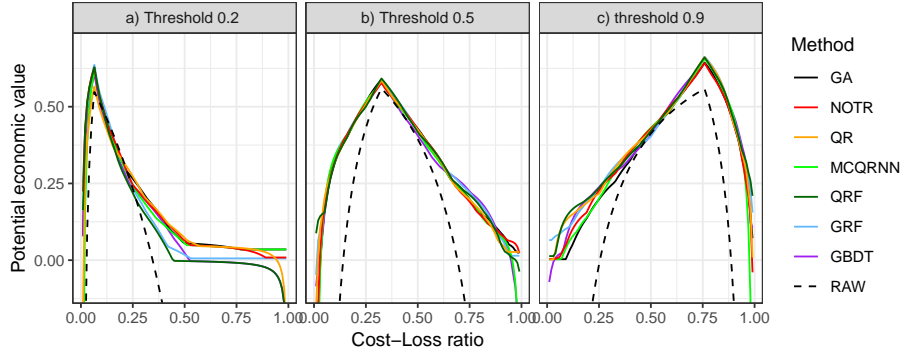 a) Threshold 0.2
b) Threshold 0.5
c) threshold 0.9
Potential economic value
0.50
0.25
0.00
0.00 0.25 0.50 0.75 1.00
0.00 0.25 0.50 0.75 1.00
0.00 0.25 0.50 0.75 1.00
Cost−Loss ratio
Method
GA
NOTR
QR
MCQRNN
QRF
GRF
GBDT
RAW